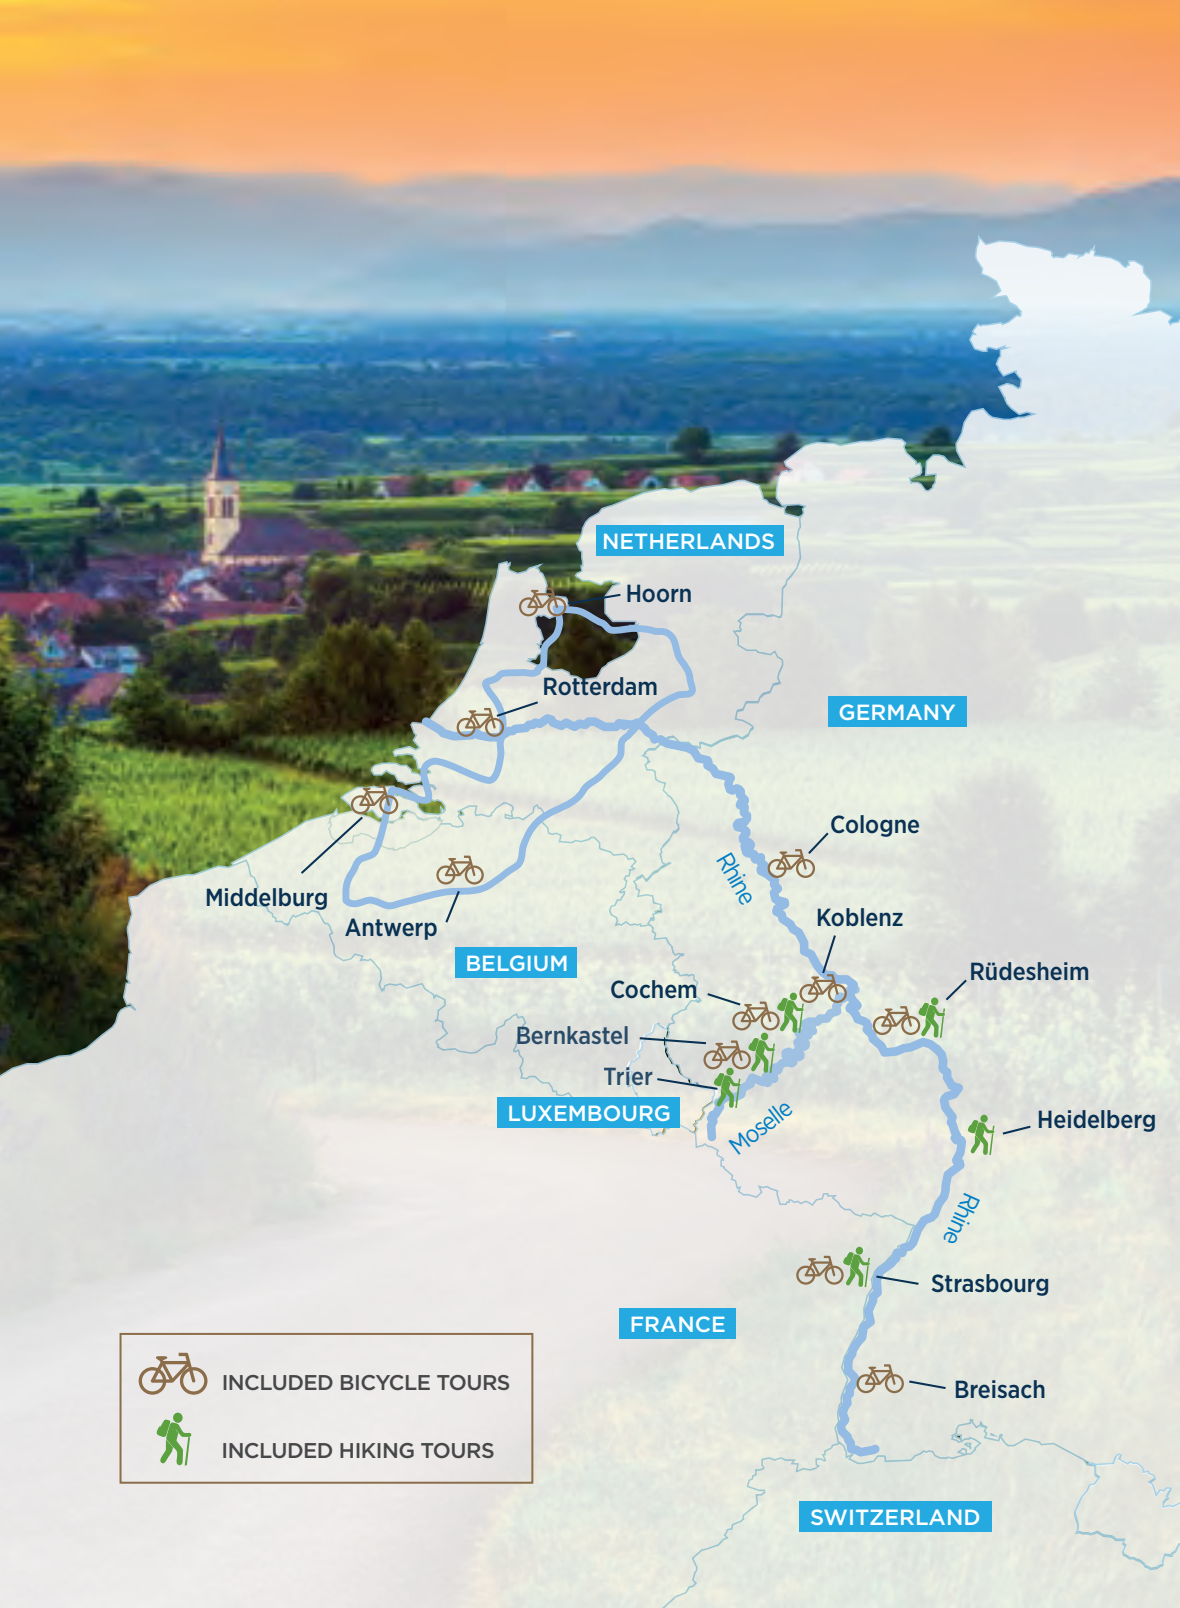 NETHERLANDS
Hoorn
Rotterdam
GERMANY
Cologne
Rhine
Middelburg
Antwerp
Koblenz
BELGIUM
Rüdesheim
Cochem
Bernkastel
Trier
LUXEMBOURG
Moselle
Heidelberg
Rhine
Strasbourg
FRANCE
INCLUDED BICYCLE TOURS
Breisach
INCLUDED HIKING TOURS
SWITZERLAND